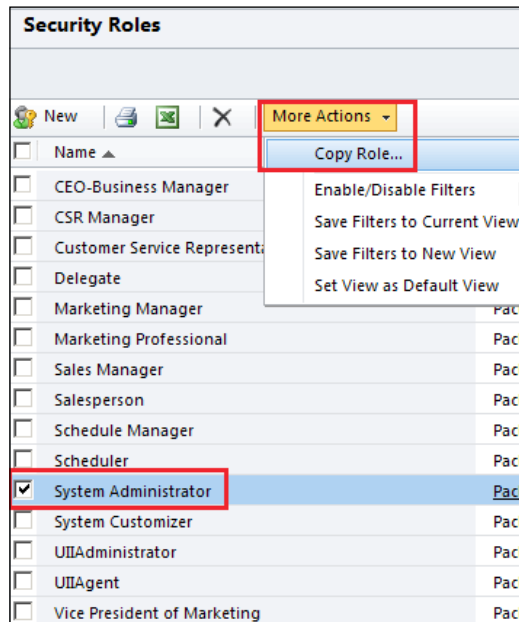 Security Roles
New More Actions
Name
Copy Role...
CEO-Business Manager
Enable/Disable Filters
CSR Manager
Save Filters to Current View
Customer Service Representa
Save Filters to New View
Delegate
Set View as Default View
Marketing Manager Pac
Marketing Professional Pac
Sales Manager Pac
Salesperson Pac
Schedule Manager Pac
Scheduler Pac
System Administrator Pac
System Customizer Pac
UIIAdministrator Pac
UIIAgent Pac
Vice President of Marketing Pac